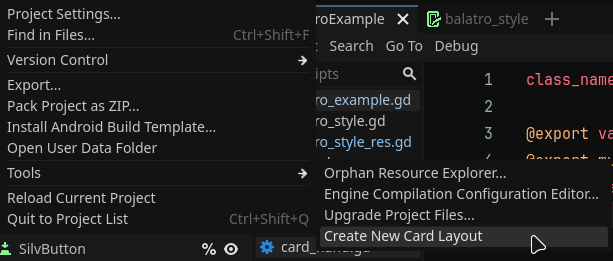 Project Settings...
Find in Files... Ctrl+Shift+F
Version Control
Export...
Pack Project as ZIP...
Install Android Build Template...
Open User Data Folder
Tools
Reload Current Project
Quit to Project List Ctrl+Shift+Q
SilvButton
roExample
balatro_style
Search Go To Debug
ipts
ro_example.gd
ro_style.gd
ro_style_res.gd
1 class_name
2
3 @export va
Orphan Resource Explorer...
Engine Compilation Configuration Editor...
Upgrade Project Files...
Create New Card Layout